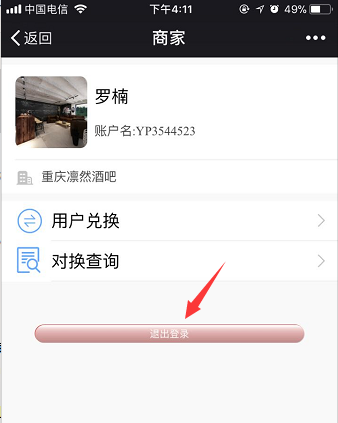 中国电信 下午4:11 49%
返回 商家
罗楠
账户名:YP3544523
重庆凛然酒吧
用户兑换
对换查询
退出登录